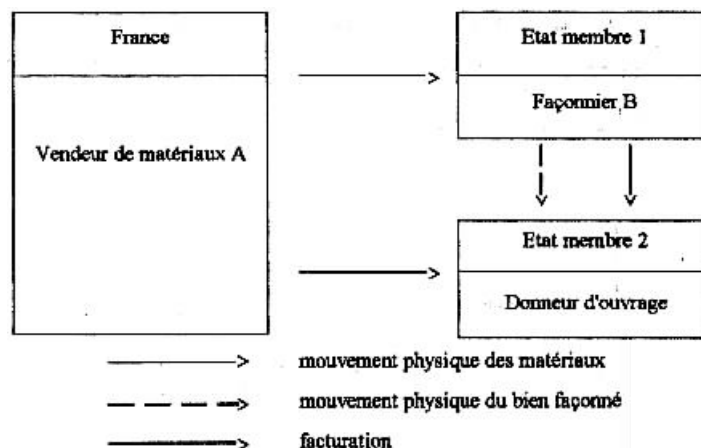 France
Etat membre 1
Vendeur de matériaux A
Façonnier B
Etat membre 2
Donneur d'ouvrage
mouvement physique des matériaux
mouvement physique du bien façonné
facturation